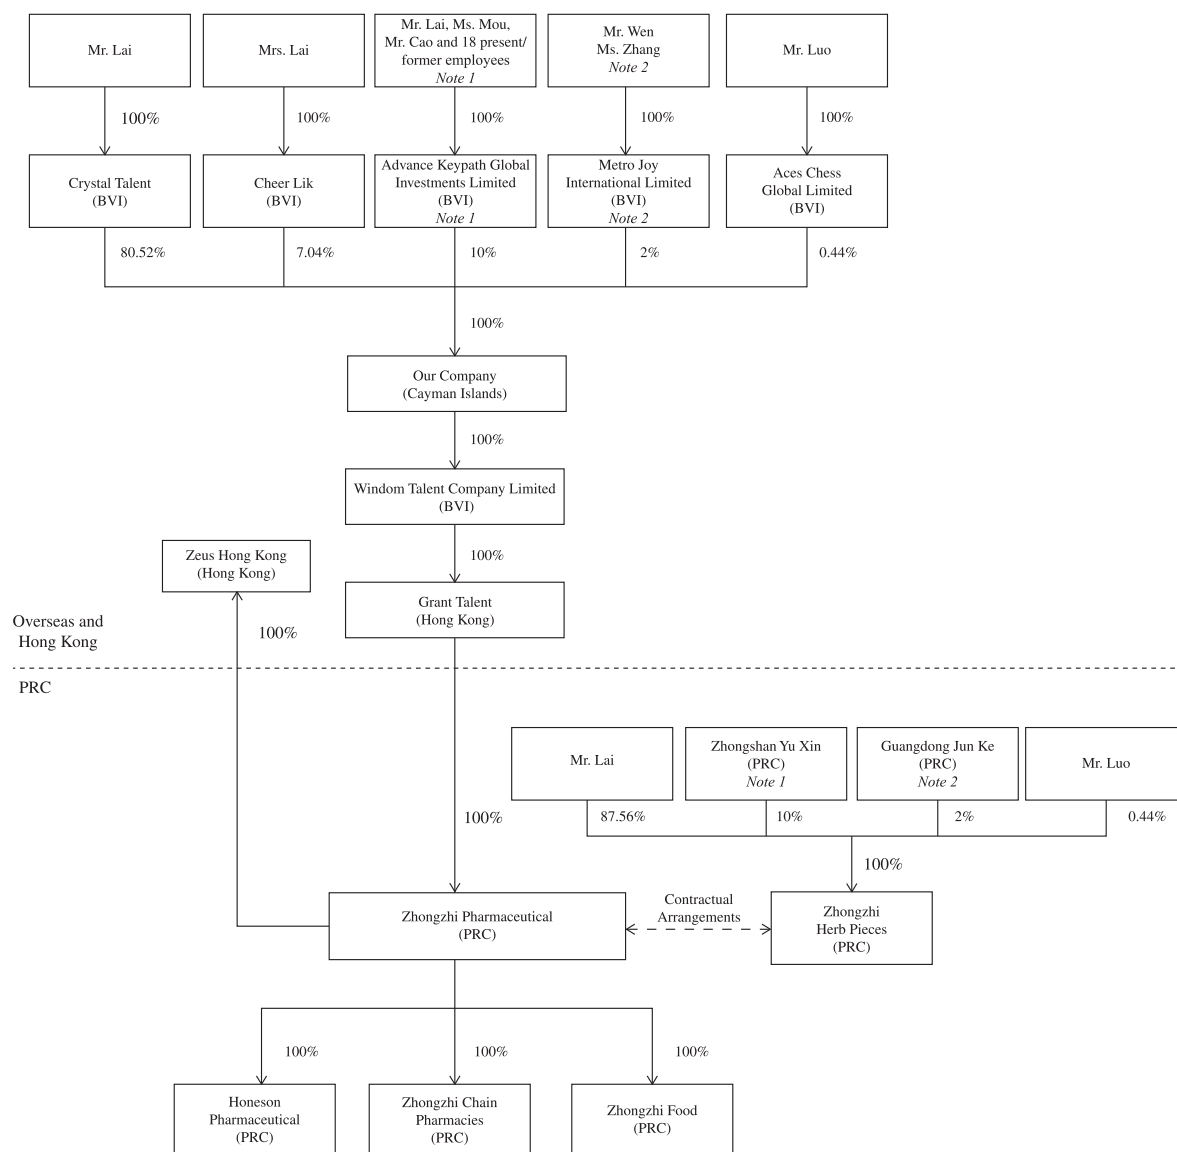 Mr. Lai
Mrs. Lai
Mr. Lai, Ms. Mou,
Mr. Cao and 18 present/
former employees
Note 1
Mr. Wen
Ms. Zhang
Note 2
Mr. Luo
100%
100%
100%
100%
100%
Crystal Talent
(BVI)
Cheer Lik
(BVI)
Advance Keypath Global
Investments Limited
(BVI)
Note 1
Metro Joy
International Limited
(BVI)
Note 2
Aces Chess
Global Limited
(BVI)
80.52%
7.04%
10%
2%
0.44%
100%
Our Company
(Cayman Islands)
100%
Windom Talent Company Limited
(BVI)
100%
Zeus Hong Kong
(Hong Kong)
Grant Talent
(Hong Kong)
100%
Overseas and
Hong Kong
PRC
Mr. Lai
Zhongshan Yu Xin
(PRC)
Note 1
Guangdong Jun Ke
(PRC)
Note 2
Mr. Luo
100%
87.56%
10%
2%
0.44%
100%
Zhongzhi Pharmaceutical
(PRC)
Contractual
Arrangements
Zhongzhi
Herb Pieces
(PRC)
100%
100%
100%
Honeson
Pharmaceutical
(PRC)
Zhongzhi Chain
Pharmacies
(PRC)
Zhongzhi Food
(PRC)